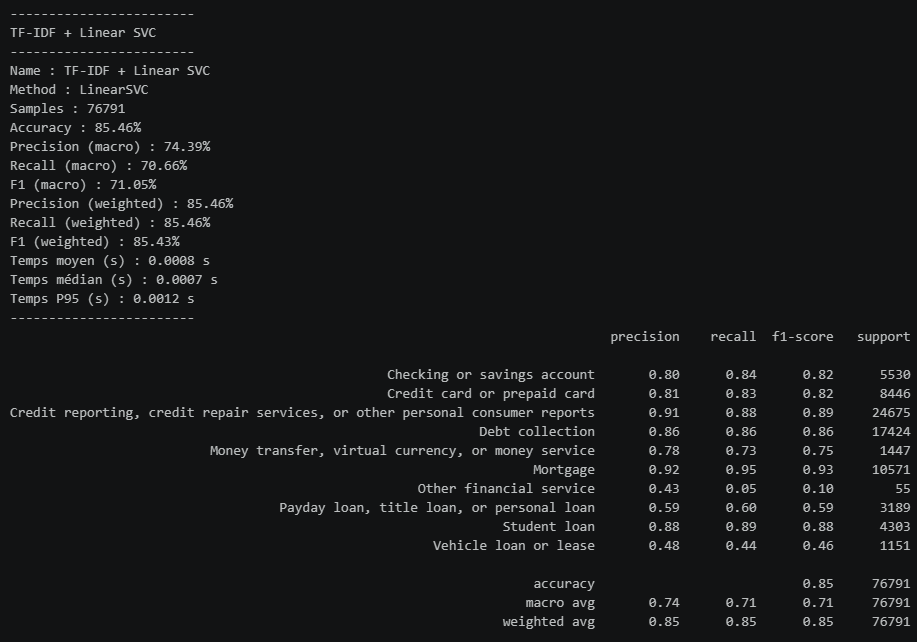 ------------------------
TF-IDF + Linear SVC
------------------------
Name : TF-IDF + Linear SVC
Method : LinearSVC
Samples : 76791
Accuracy : 85.46%
Precision (macro) : 74.39%
Recall (macro) : 70.66%
F1 (macro) : 71.05%
Precision (weighted) : 85.46%
Recall (weighted) : 85.46%
F1 (weighted) : 85.43%
Temps moyen (s) : 0.0008 s
Temps médian (s) : 0.0007 s
Temps P95 (s) : 0.0012 s
------------------------
precision recall f1-score support
Checking or savings account 0.80 0.84 0.82 5530
Credit card or prepaid card 0.81 0.83 0.82 8446
Credit reporting, credit repair services, or other personal consumer reports 0.91 0.88 0.89 24675
Debt collection 0.86 0.86 0.86 17424
Money transfer, virtual currency, or money service 0.78 0.73 0.75 1447
Mortgage 0.92 0.95 0.93 10571
Other financial service 0.43 0.05 0.10 55
Payday loan, title loan, or personal loan 0.59 0.60 0.59 3189
Student loan 0.88 0.89 0.88 4303
Vehicle loan or lease 0.48 0.44 0.46 1151
accuracy 0.85 76791
macro avg 0.74 0.71 0.71 76791
weighted avg 0.85 0.85 0.85 76791